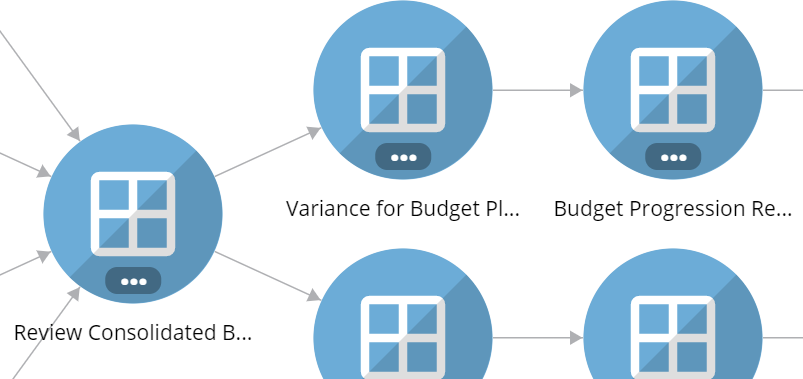 Variance for Budget Pl...
Budget Progression Re...
Review Consolidated B...